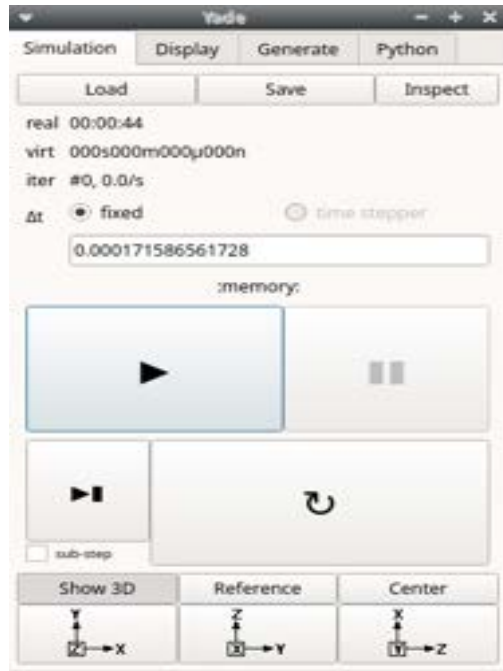 Yade
Simulation Display Generate Python
Load Save Inspect
real 00:00:44
virt 000s000m000µ000n
iter #0, 0.0/s
Δt fixed time stepper
0.000171586561728
:memory:
sub-step
Show 3D Reference Center
Y Z X
Z X X Y Y Z